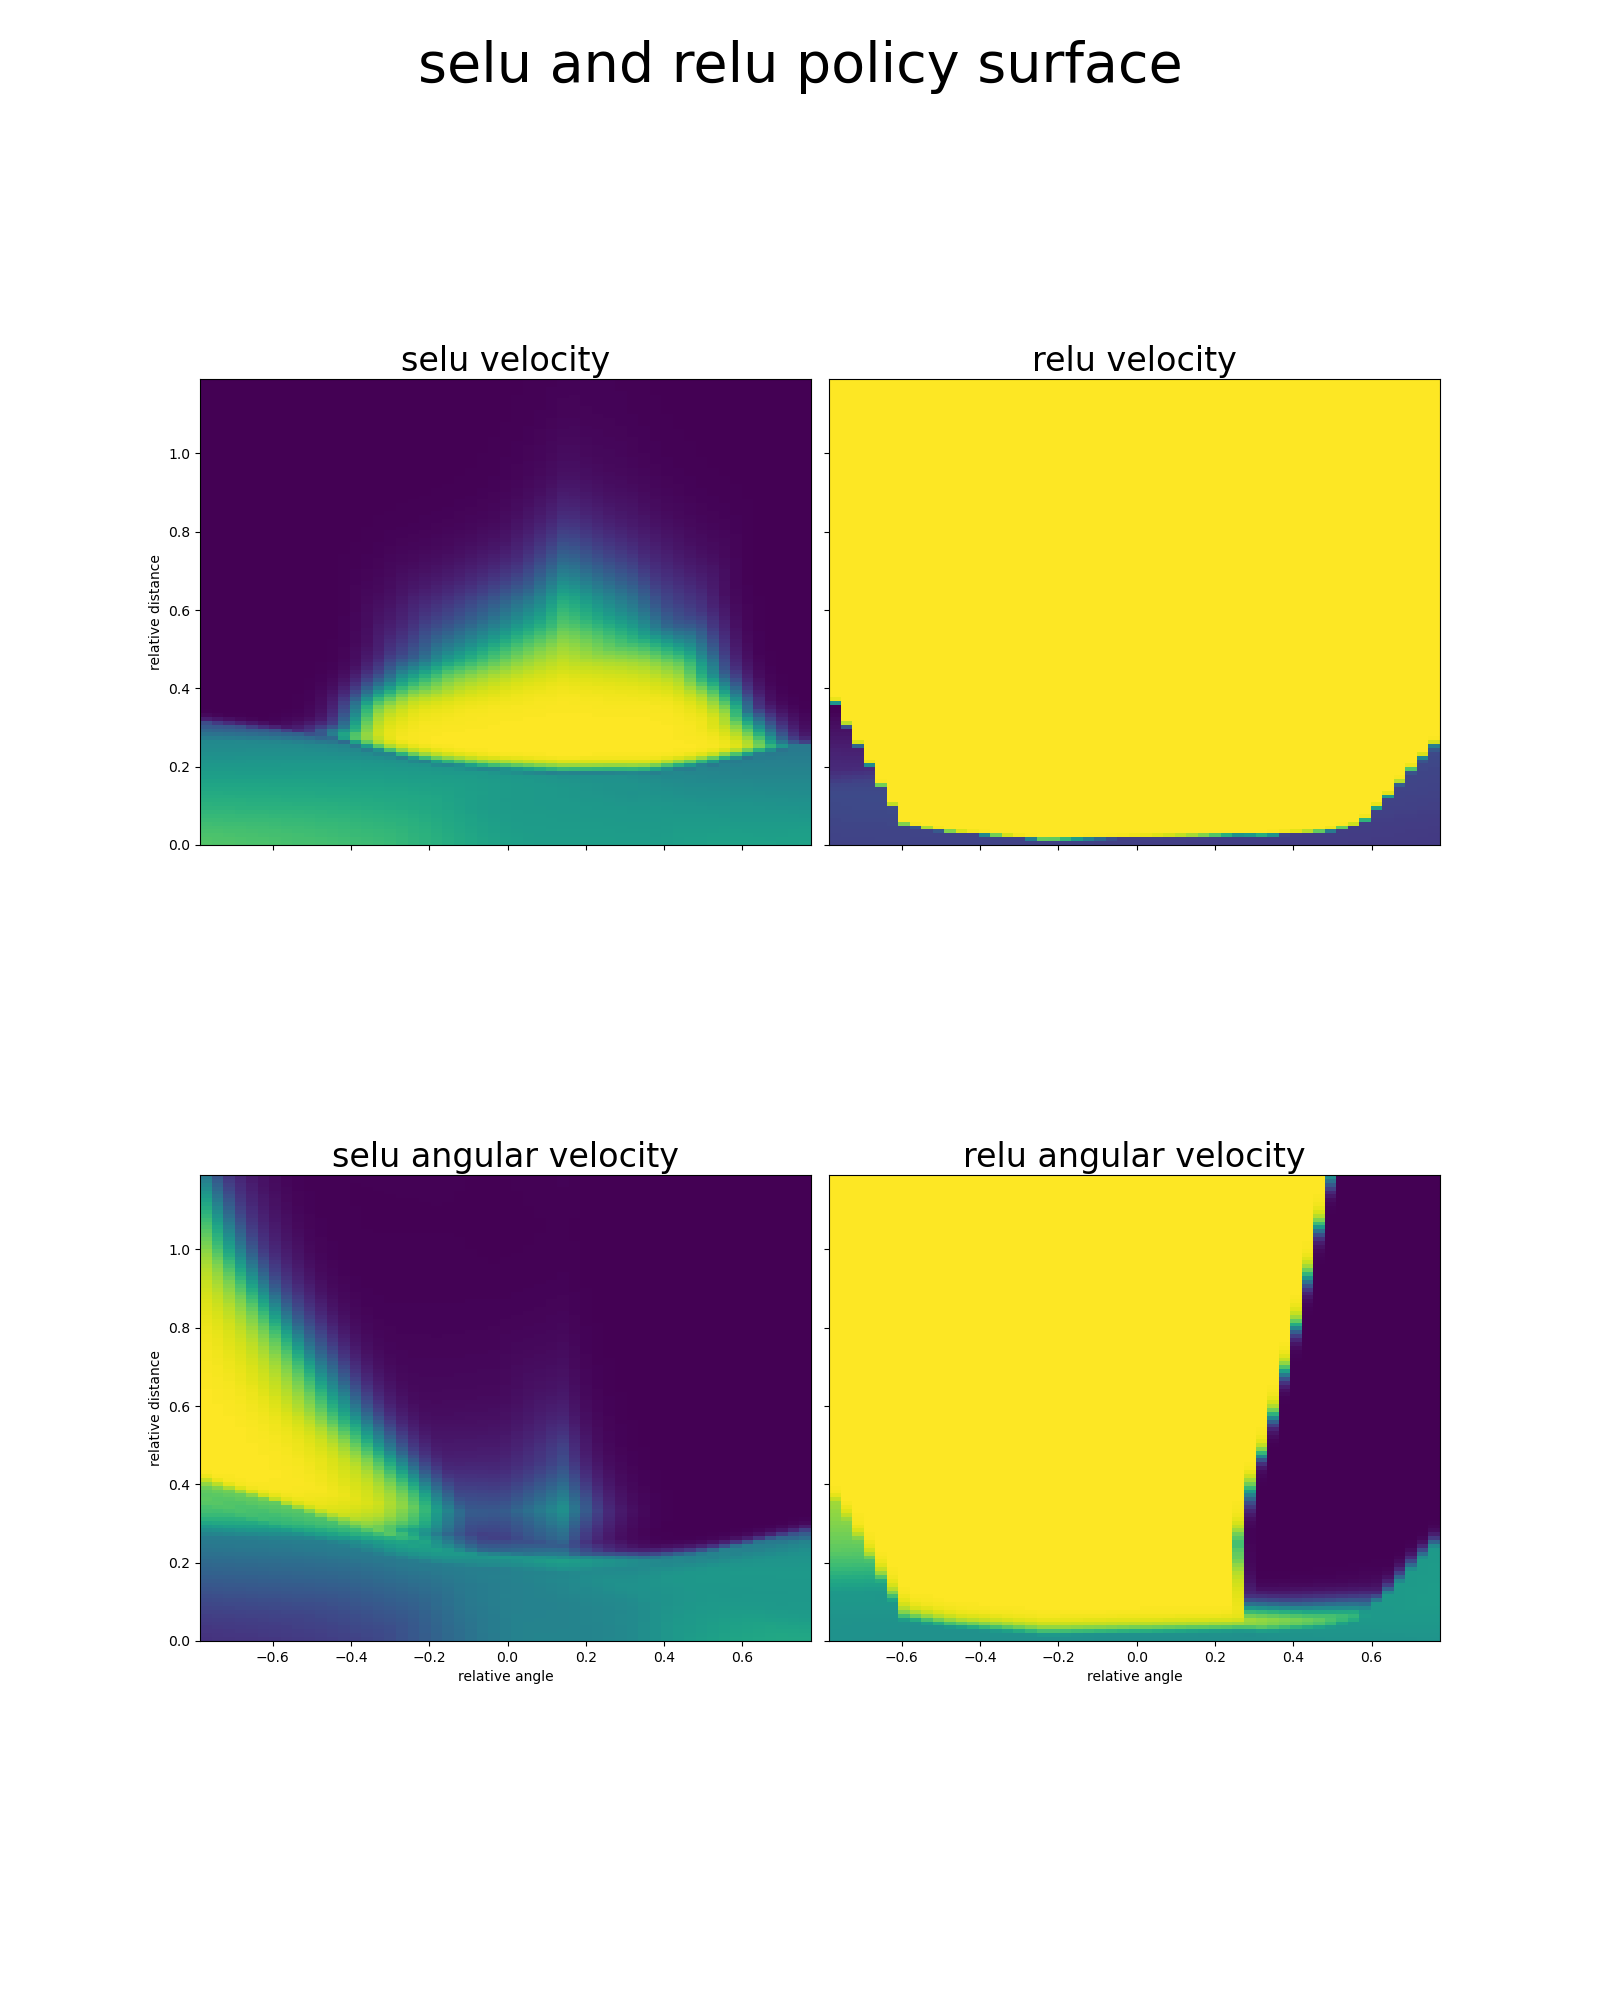 selu and relu policy surface
selu velocity
relu velocity
1.0
0.8
0.6
0.4
0.2
0.0
relative distance
selu angular velocity
relu angular velocity
1.0
0.8
0.6
0.4
0.2
0.0
relative distance
−0.6 −0.4 −0.2 0.0 0.2 0.4 0.6
relative angle
−0.6 −0.4 −0.2 0.0 0.2 0.4 0.6
relative angle